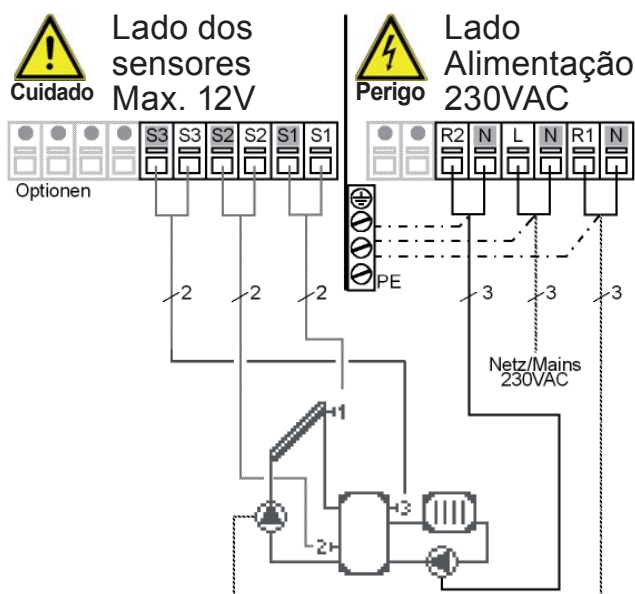 Lado dos
sensores
Max. 12V
Cuidado
Lado
Alimentação
230VAC
Perigo
S3 S3 S2 S2 S1 S1
R2 N L N R1 N
Optionen
PE
2 2 2 3 3 3
Netz/Mains
230VAC
1
3
2